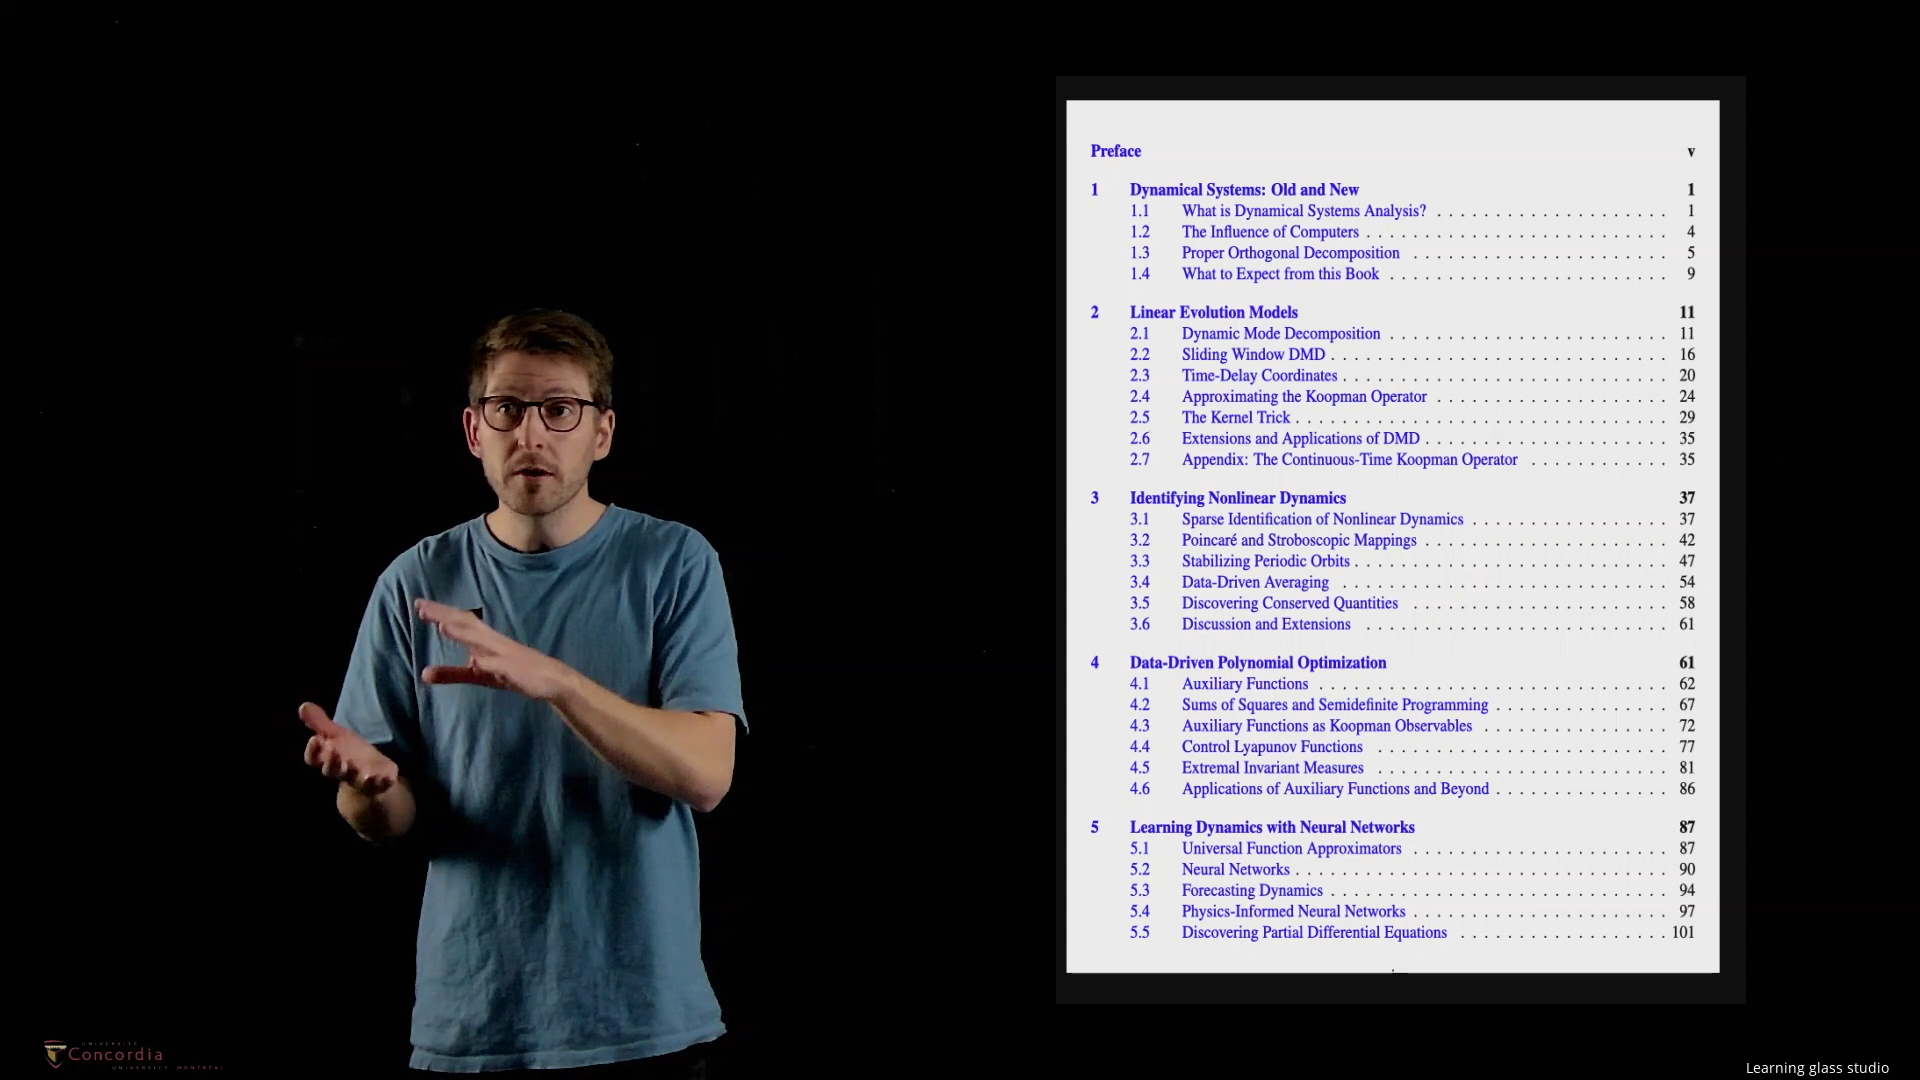 Preface v
1 Dynamical Systems: Old and New 1
1.1 What is Dynamical Systems Analysis? . . . . . . . . . . . . . . . . . . . . 1
1.2 The Influence of Computers . . . . . . . . . . . . . . . . . . . . . . . . . . 4
1.3 Proper Orthogonal Decomposition . . . . . . . . . . . . . . . . . . . . . . 5
1.4 What to Expect from this Book . . . . . . . . . . . . . . . . . . . . . . . . 9
2 Linear Evolution Models 11
2.1 Dynamic Mode Decomposition . . . . . . . . . . . . . . . . . . . . . . . . 11
2.2 Sliding Window DMD . . . . . . . . . . . . . . . . . . . . . . . . . . . . 16
2.3 Time-Delay Coordinates . . . . . . . . . . . . . . . . . . . . . . . . . . . 20
2.4 Approximating the Koopman Operator . . . . . . . . . . . . . . . . . . . . 24
2.5 The Kernel Trick . . . . . . . . . . . . . . . . . . . . . . . . . . . . . . . 29
2.6 Extensions and Applications of DMD . . . . . . . . . . . . . . . . . . . . . 35
2.7 Appendix: The Continuous-Time Koopman Operator . . . . . . . . . . . . 35
3 Identifying Nonlinear Dynamics 37
3.1 Sparse Identification of Nonlinear Dynamics . . . . . . . . . . . . . . . . . 37
3.2 Poincaré and Stroboscopic Mappings . . . . . . . . . . . . . . . . . . . . . 42
3.3 Stabilizing Periodic Orbits . . . . . . . . . . . . . . . . . . . . . . . . . . 47
3.4 Data-Driven Averaging . . . . . . . . . . . . . . . . . . . . . . . . . . . 54
3.5 Discovering Conserved Quantities . . . . . . . . . . . . . . . . . . . . . . 58
3.6 Discussion and Extensions . . . . . . . . . . . . . . . . . . . . . . . . . . 61
4 Data-Driven Polynomial Optimization 61
4.1 Auxiliary Functions . . . . . . . . . . . . . . . . . . . . . . . . . . . . . 62
4.2 Sums of Squares and Semidefinite Programming . . . . . . . . . . . . . . . 67
4.3 Auxiliary Functions as Koopman Observables . . . . . . . . . . . . . . . . 72
4.4 Control Lyapunov Functions . . . . . . . . . . . . . . . . . . . . . . . . . 77
4.5 Extremal Invariant Measures . . . . . . . . . . . . . . . . . . . . . . . . . 81
4.6 Applications of Auxiliary Functions and Beyond . . . . . . . . . . . . . . . 86
5 Learning Dynamics with Neural Networks 87
5.1 Universal Function Approximators . . . . . . . . . . . . . . . . . . . . . . 87
5.2 Neural Networks . . . . . . . . . . . . . . . . . . . . . . . . . . . . . . . 90
5.3 Forecasting Dynamics . . . . . . . . . . . . . . . . . . . . . . . . . . . . 94
5.4 Physics-Informed Neural Networks . . . . . . . . . . . . . . . . . . . . . . 97
5.5 Discovering Partial Differential Equations . . . . . . . . . . . . . . . . . . 101
UNIVERSITÉ
Concordia
UNIVERSITY MONTRÉAL
Learning glass studio